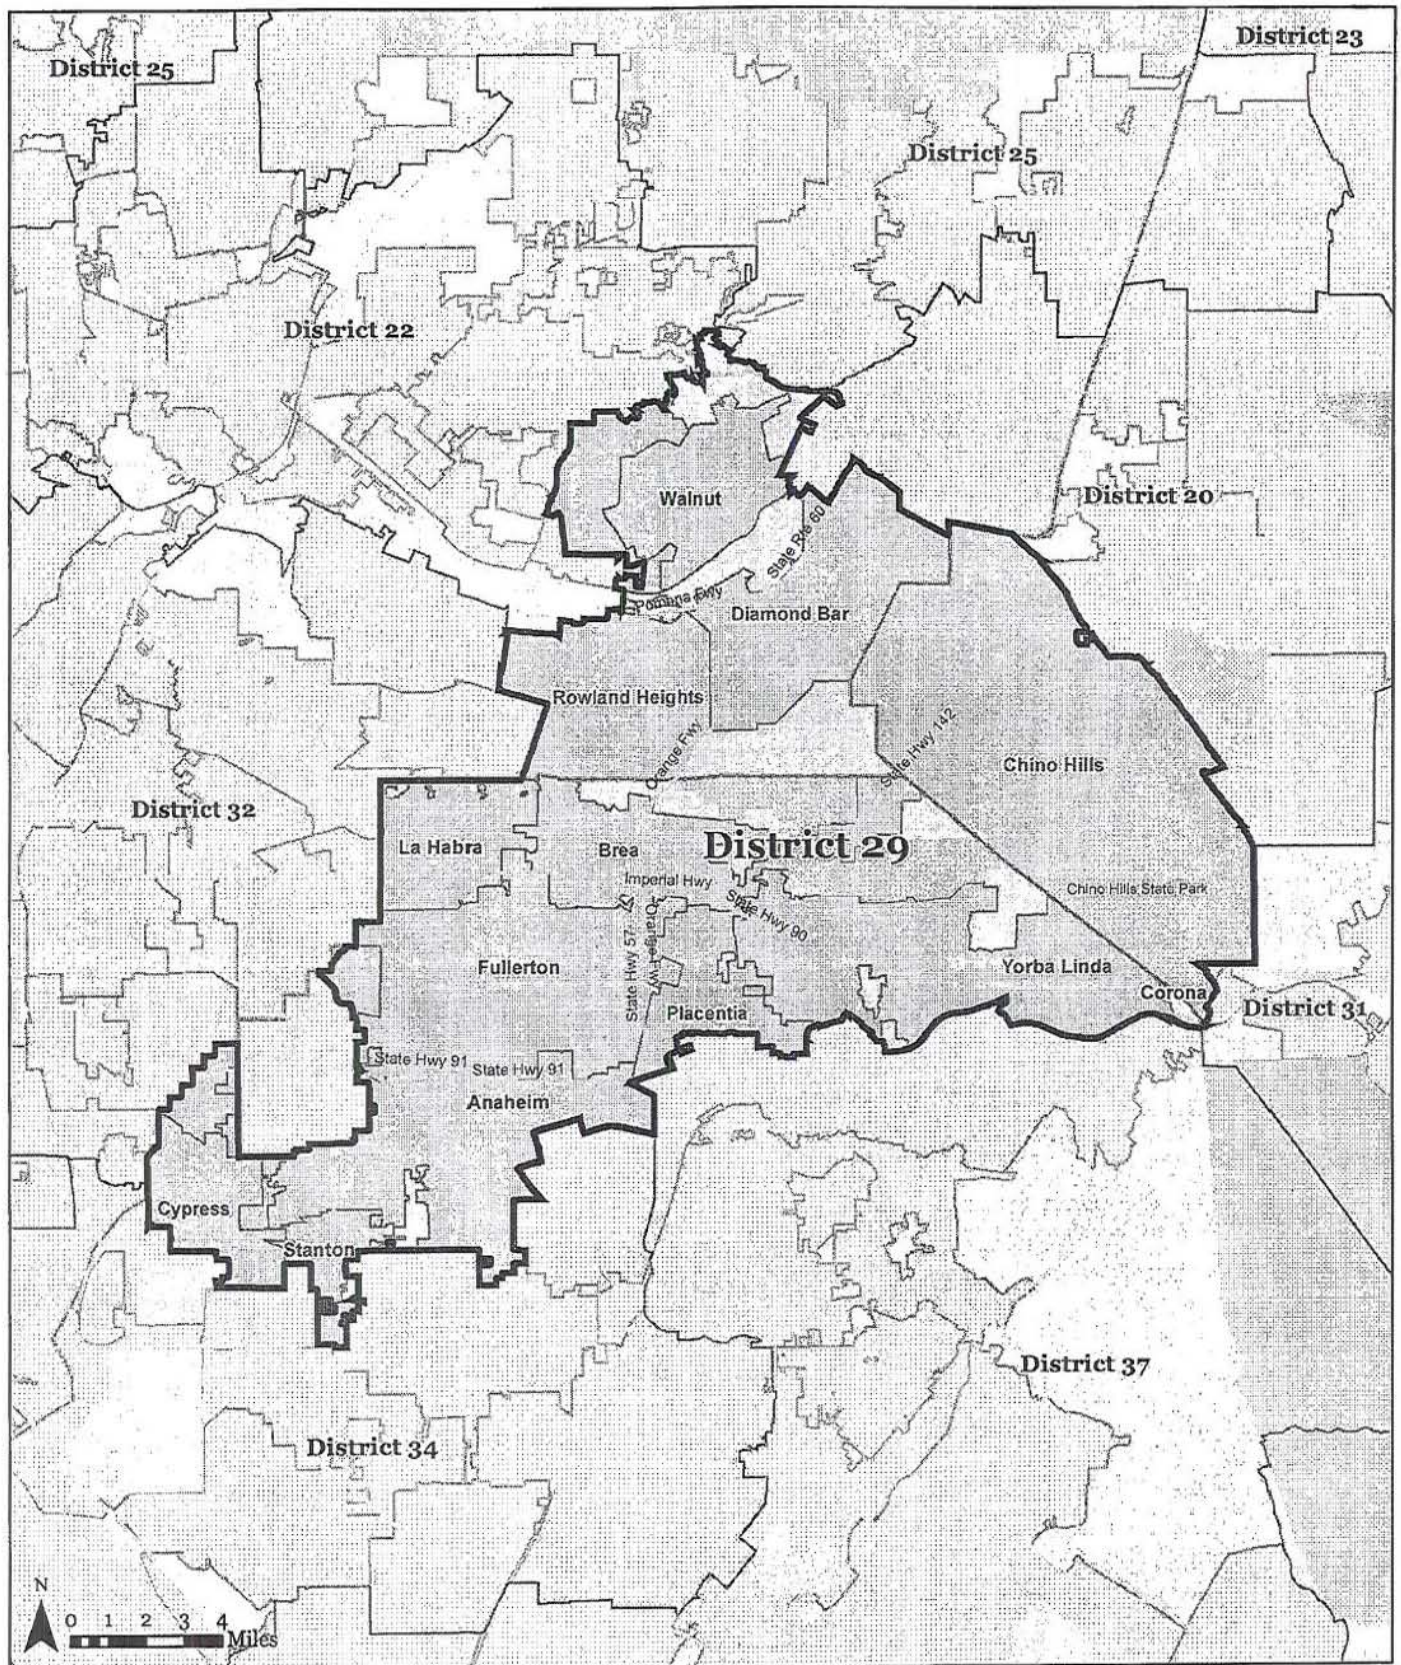 District 23
District 25
District 25
District 22
District 20
Walnut
State Rte 60
Pomona Fwy
Diamond Bar
Rowland Heights
State Hwy 142
Orange Fwy
Chino Hills
District 32
La Habra
Brea
District 29
Imperial Hwy
Chino Hills State Park
State Hwy 90
Orange Fwy
State Hwy 57
Fullerton
Yorba Linda
Corona
District 31
Placentia
State Hwy 91
State Hwy 91
Anaheim
Cypress
Stanton
District 37
District 34
N
0 1 2 3 4
Miles